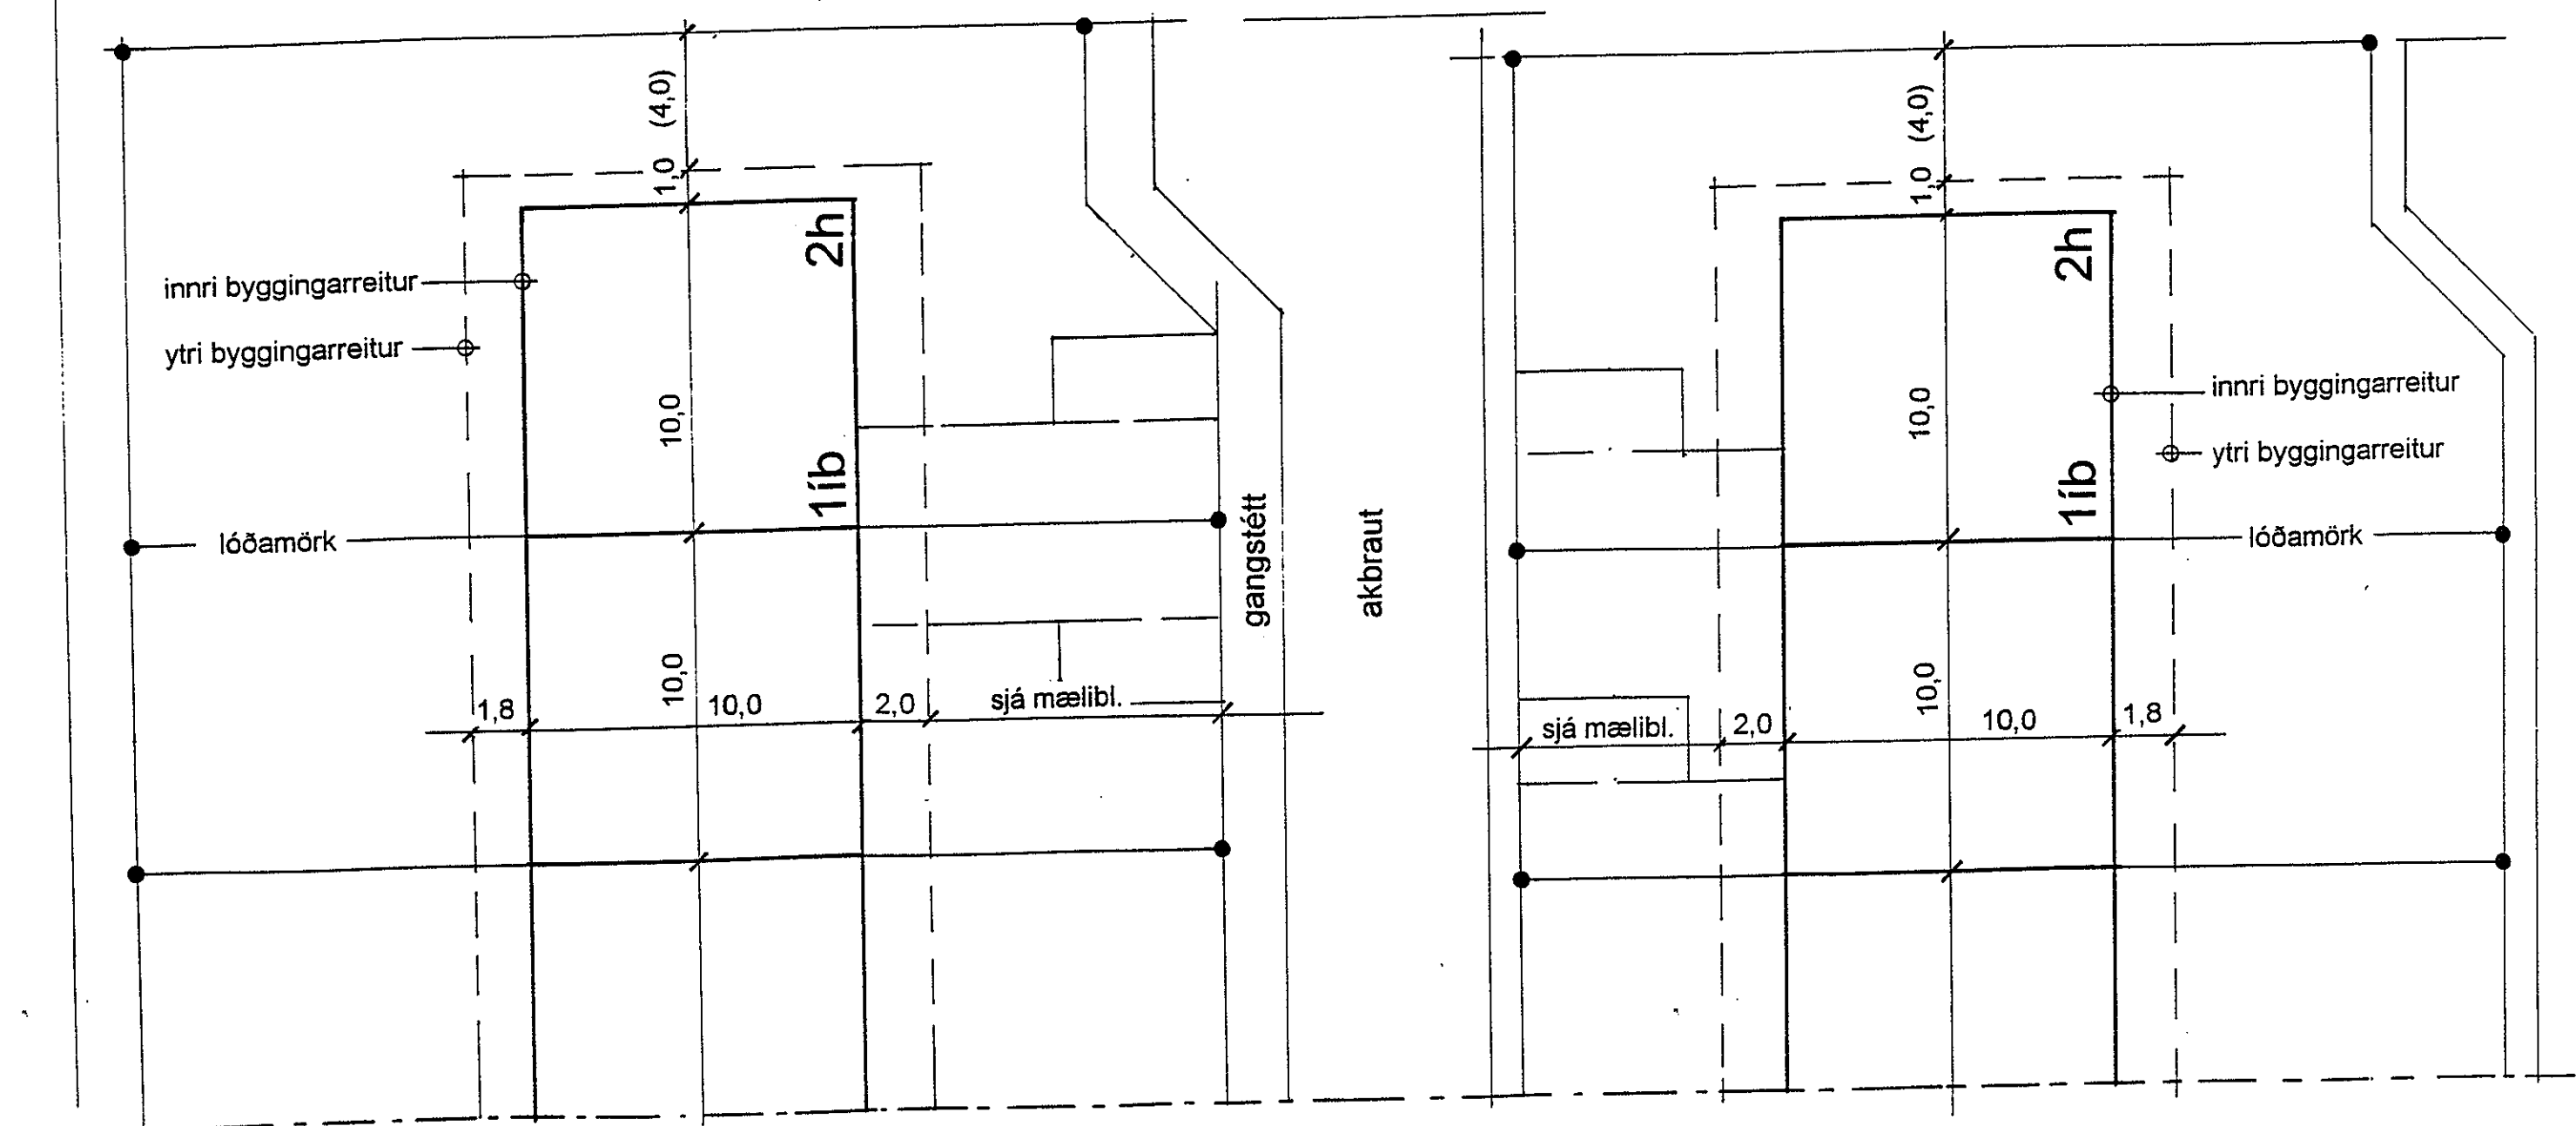 (4,0)
1,0
2h
innri byggingarreitur
ytri byggingarreitur
10,0
1íb
lóðamörk
gangstétt
akbraut
10,0
1,8
10,0
2,0
sjá mælibl.
(4,0)
1,0
2h
innri byggingarreitur
ytri byggingarreitur
10,0
1íb
lóðamörk
10,0
sjá mælibl.
2,0
10,0
1,8